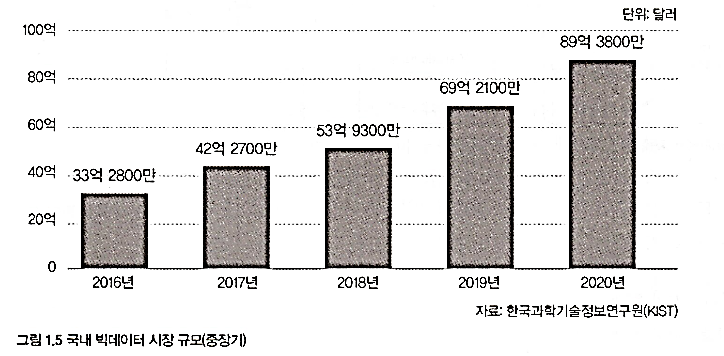 단위: 달러
100억
89억 3800만
80억
69억 2100만
60억
53억 9300만
42억 2700만
40억
33억 2800만
20억
0
2016년 2017년 2018년 2019년 2020년
자료: 한국과학기술정보연구원(KIST)
그림 1.5 국내 빅데이터 시장 규모(중장기)